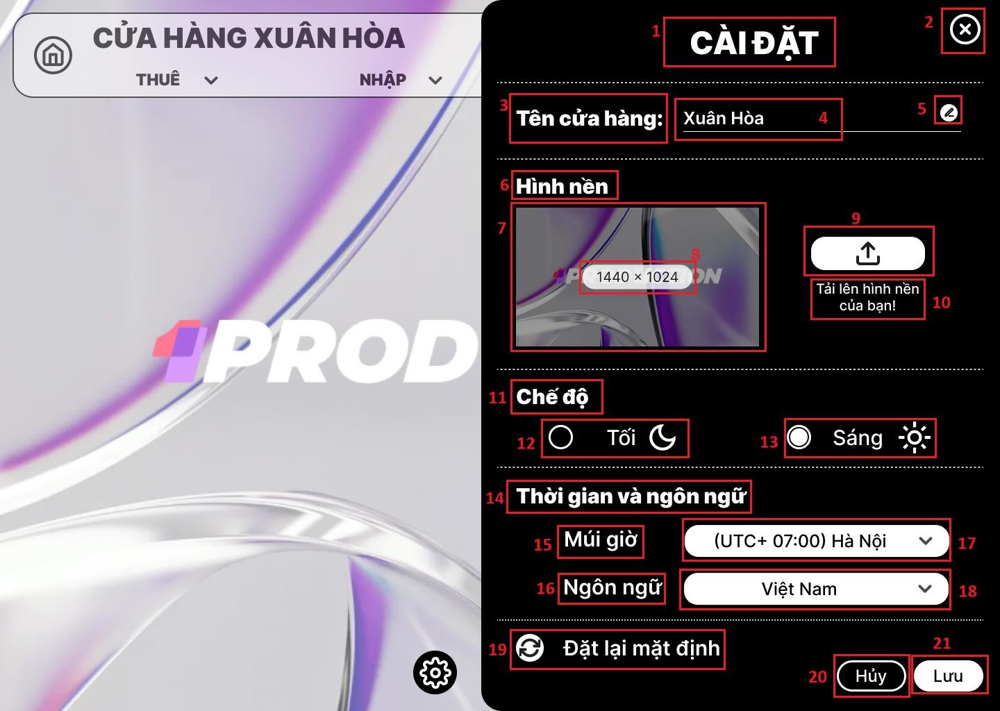 CỬA HÀNG XUÂN HÒA
THUÊ
NHẬP
1PROD
1
CÀI ĐẶT
2
3
Tên cửa hàng:
Xuân Hòa
4
5
6
Hình nền
7
8
1PRODUCTION
1440 × 1024
9
Tải lên hình nền
của bạn!
10
11
Chế độ
12
Tối
13
Sáng
14
Thời gian và ngôn ngữ
15
Múi giờ
(UTC+ 07:00) Hà Nội
17
16
Ngôn ngữ
Việt Nam
18
19
Đặt lại mặt định
20
Hủy
21
Lưu